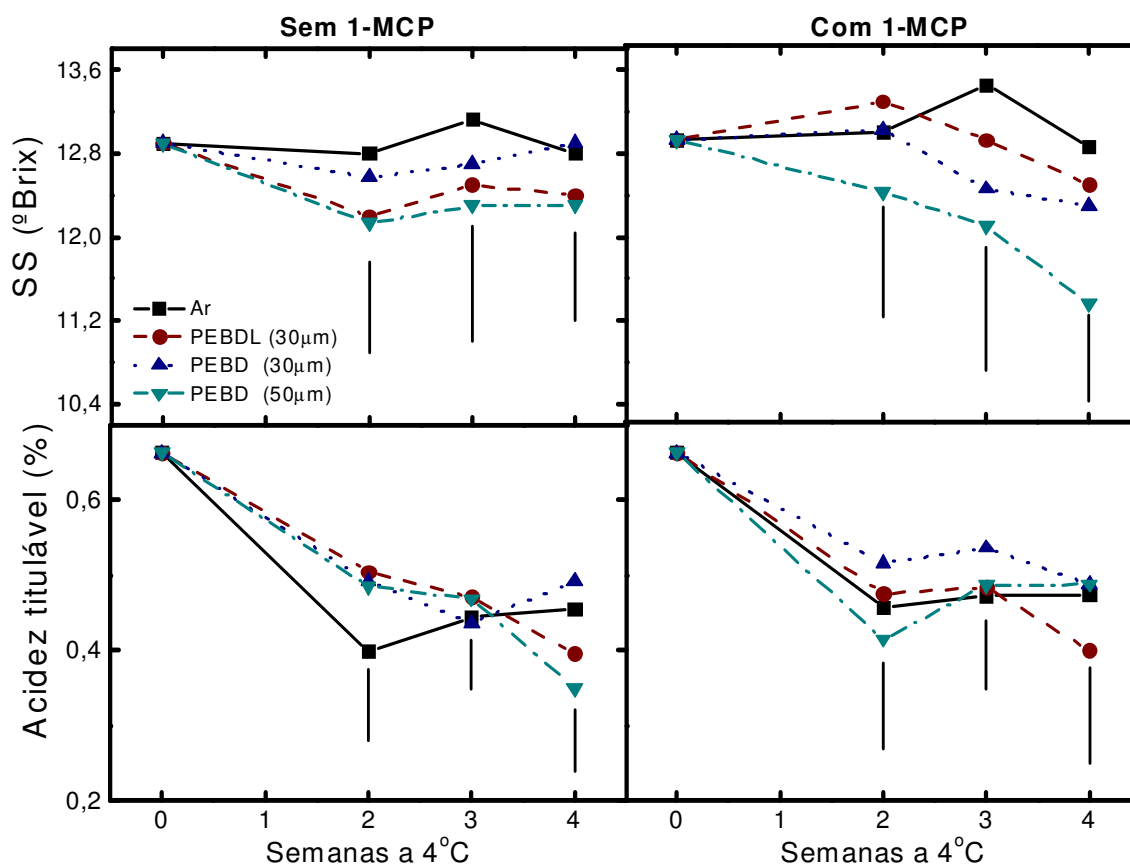 Sem 1-MCP
Com 1-MCP
SS (ºBrix)
13,6
12,8
12,0
11,2
10,4
Ar
PEBDL (30μm)
PEBD (30μm)
PEBD (50μm)
Acidez titulável (%)
0,6
0,4
0,2
0 1 2 3 4
0 1 2 3 4
Semanas a 4°C
Semanas a 4°C